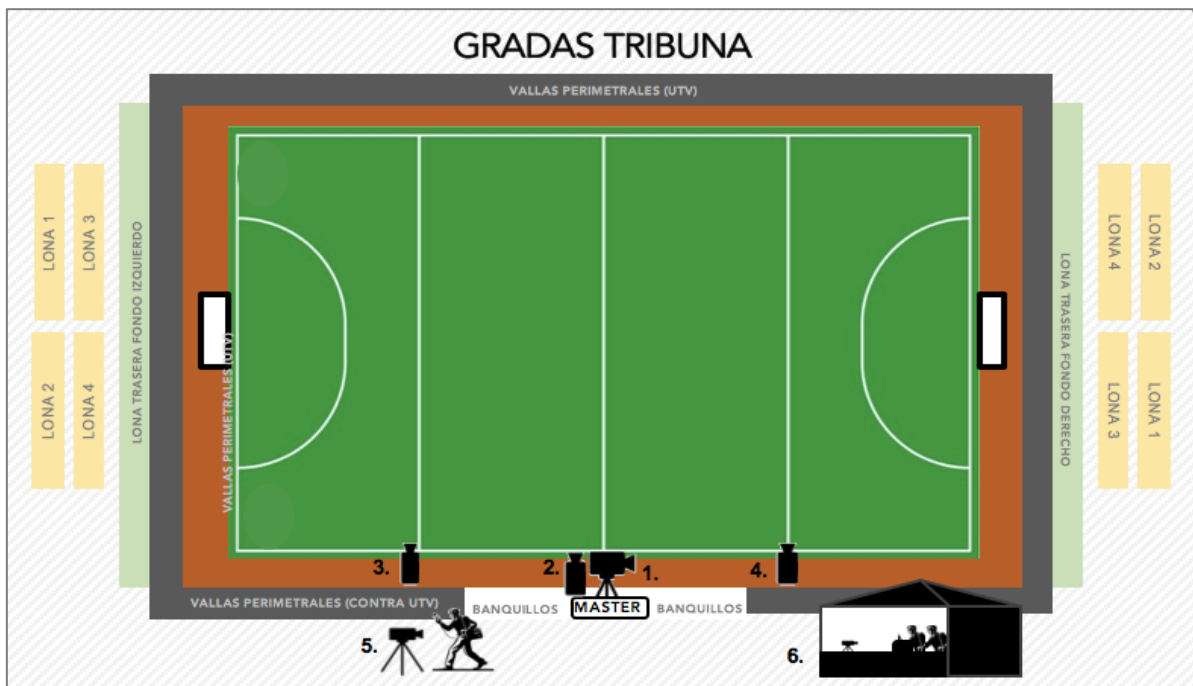 GRADAS TRIBUNA
VALLAS PERIMETRALES (UTV)
LONA 1
LONA 3
LONA 2
LONA 4
LONA TRASERA FONDO IZQUIERDO
VALLAS PERIMETRALES (UTV)
LONA TRASERA FONDO DERECHO
LONA 4
LONA 2
LONA 3
LONA 1
3.
2.
1.
4.
VALLAS PERIMETRALES (CONTRA UTV)
BANQUILLOS
MASTER
BANQUILLOS
5.
6.